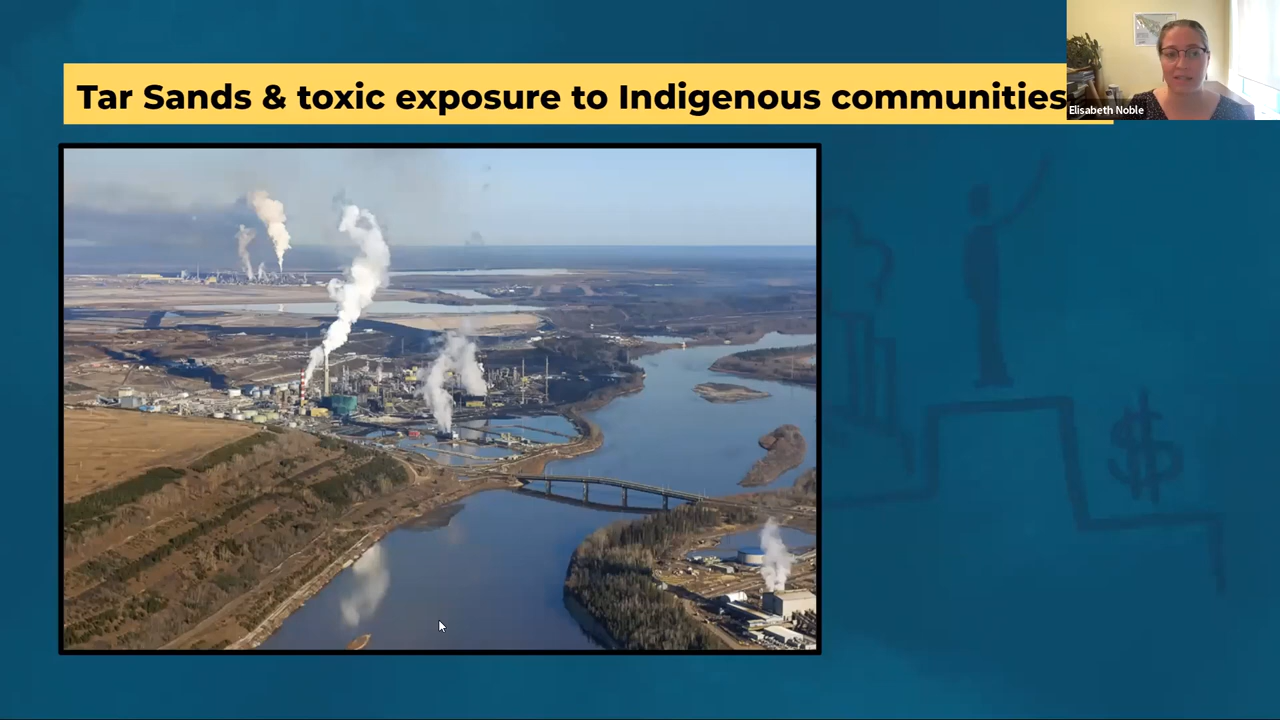 Tar Sands & toxic exposure to Indigenous communities
Elisabeth Noble
$